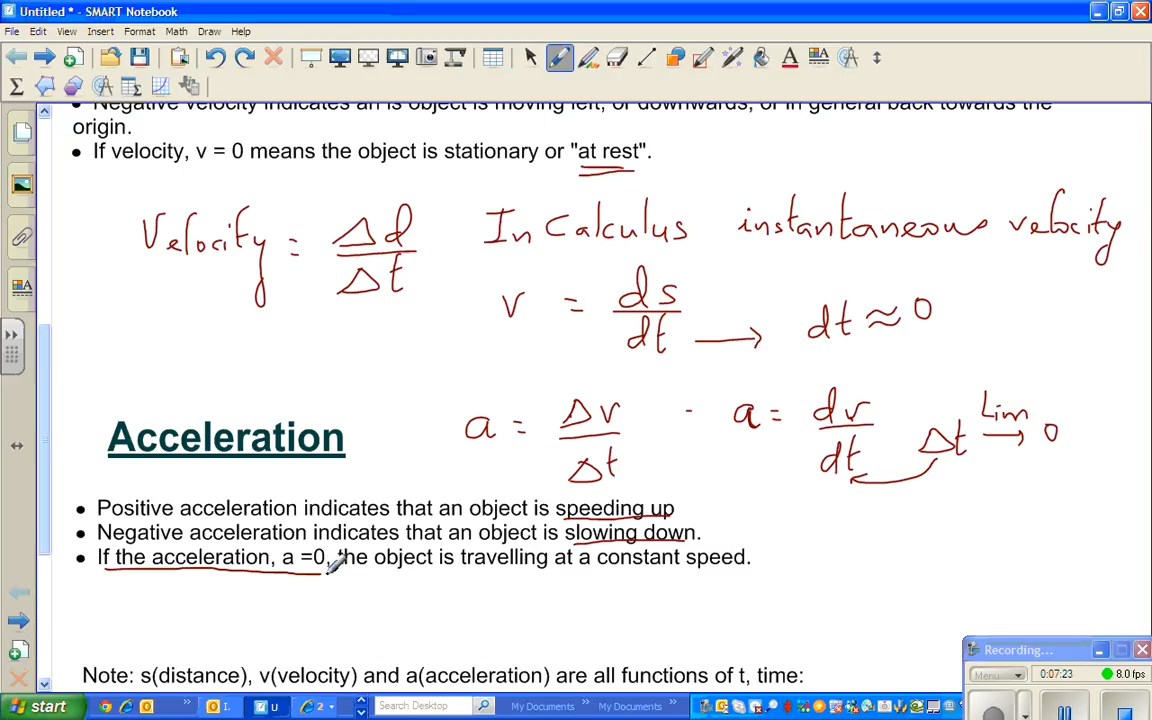 Untitled * - SMART Notebook
File Edit View Insert Format Math Draw Help
Negative velocity indicates an is object is moving left, or downwards, or in general back towards the
origin.
If velocity, v = 0 means the object is stationary or "at rest".
Velocity = Δd/Δt In Calculus instantaneous velocity
v = ds/dt → dt ≈ 0
Acceleration
a = Δv/Δt - a = dv/dt Δt Lim → 0
Positive acceleration indicates that an object is speeding up
Negative acceleration indicates that an object is slowing down.
If the acceleration, a =0, the object is travelling at a constant speed.
Note: s(distance), v(velocity) and a(acceleration) are all functions of t, time:
Recording...
Menu 0:07:23 8.0 fps
start I. U 2 Search Desktop My Documents My Documents